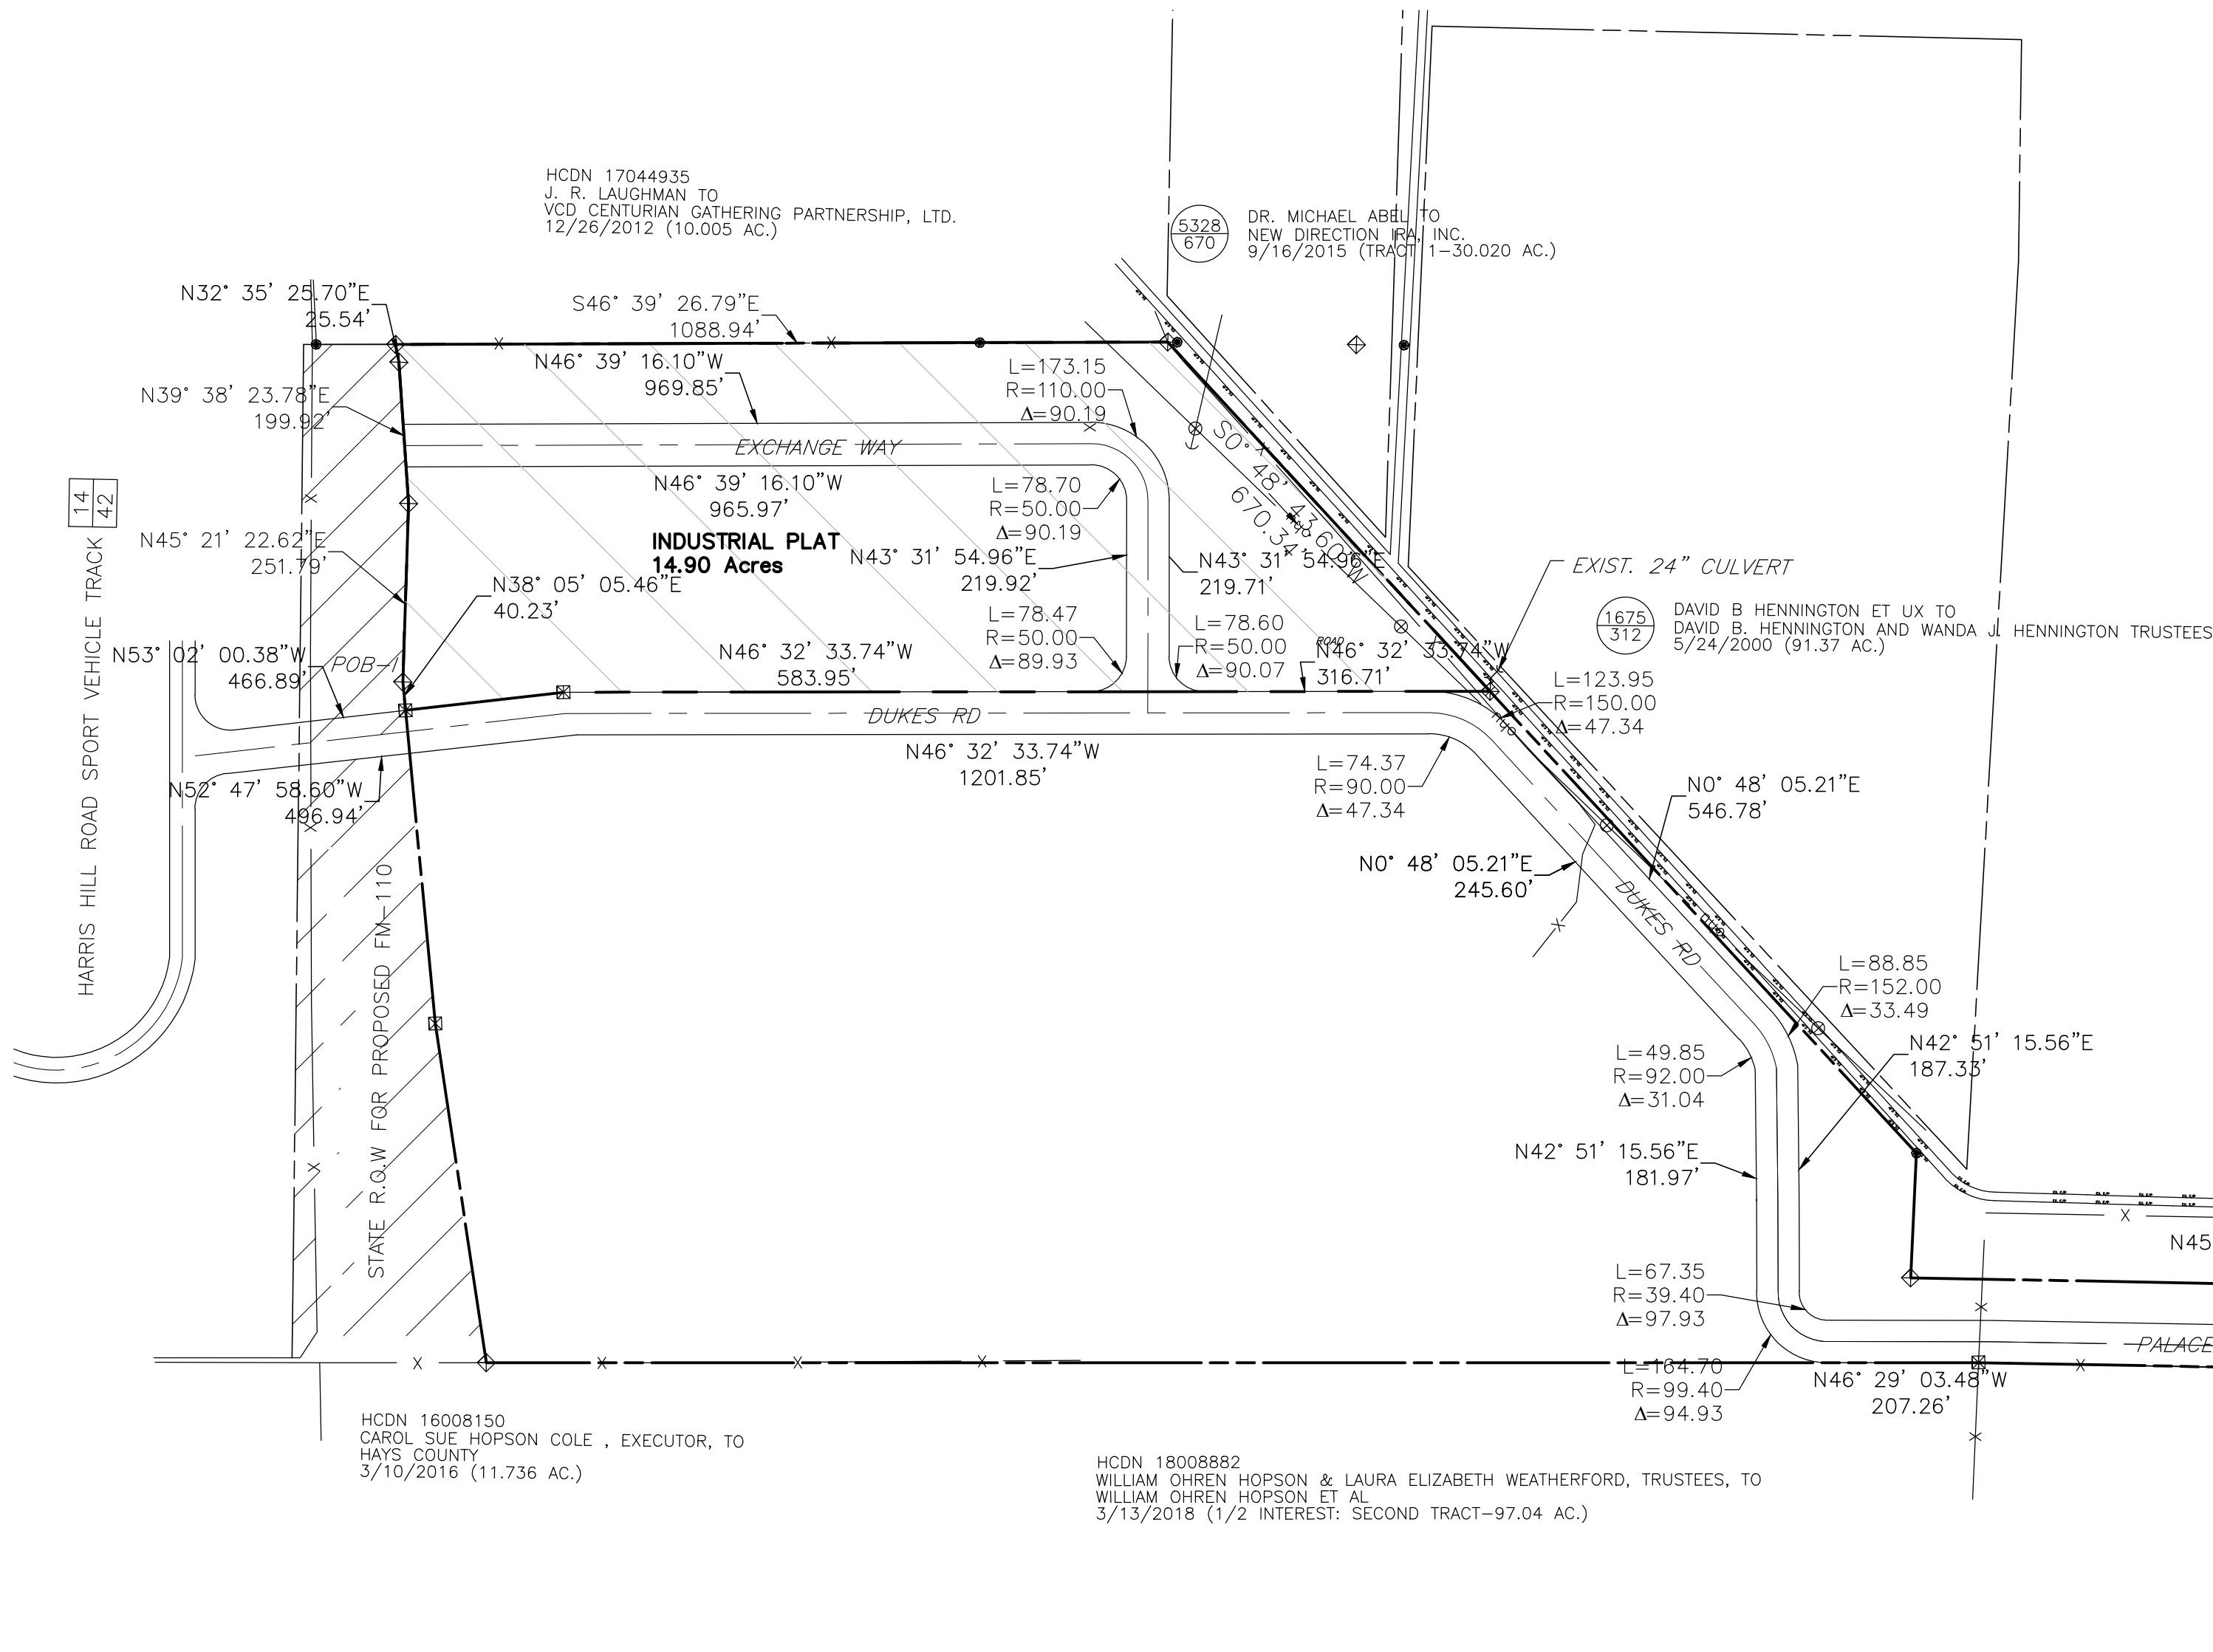 HCDN 17044935
J. R. LAUGHMAN TO
VCD CENTURIAN GATHERING PARTNERSHIP, LTD.
12/26/2012 (10.005 AC.)
5328
670
DR. MICHAEL ABEL TO
NEW DIRECTION IRA, INC.
9/16/2015 (TRACT 1-30.020 AC.)
N32° 35' 25.70"E
25.54'
S46° 39' 26.79"E
1088.94'
N46° 39' 16.10"W
969.85'
L=173.15
R=110.00
Δ=90.19
N39° 38' 23.78"E
199.92'
EXCHANGE WAY
S0° 48' 43.60"W
670.34'
N46° 39' 16.10"W
965.97'
L=78.70
R=50.00
Δ=90.19
14
42
HARRIS HILL ROAD SPORT VEHICLE TRACK
INDUSTRIAL PLAT
14.90 Acres
N45° 21' 22.62"E
251.79'
N43° 31' 54.96"E
219.92'
N43° 31' 54.96"E
219.71'
EXIST. 24" CULVERT
N38° 05' 05.46"E
40.23'
1675
312
DAVID B HENNINGTON ET UX TO
DAVID B. HENNINGTON AND WANDA J. HENNINGTON TRUSTEES
5/24/2000 (91.37 AC.)
L=78.47
R=50.00
Δ=89.93
L=78.60
R=50.00
Δ=90.07
ROAD
N46° 32' 33.74"W
316.71'
N53° 02' 00.38"W
466.89'
POB-1
N46° 32' 33.74"W
583.95'
L=123.95
R=150.00
Δ=47.34
DUKES RD
N46° 32' 33.74"W
1201.85'
L=74.37
R=90.00
Δ=47.34
N52° 47' 58.60"W
496.94'
N0° 48' 05.21"E
546.78'
N0° 48' 05.21"E
245.60'
DUKES RD
STATE R.O.W FOR PROPOSED FM-110
L=88.85
R=152.00
Δ=33.49
L=49.85
R=92.00
Δ=31.04
N42° 51' 15.56"E
187.33'
N42° 51' 15.56"E
181.97'
N45
L=67.35
R=39.40
Δ=97.93
PALACE
L=164.70
R=99.40
Δ=94.93
N46° 29' 03.48"W
207.26'
HCDN 16008150
CAROL SUE HOPSON COLE , EXECUTOR, TO
HAYS COUNTY
3/10/2016 (11.736 AC.)
HCDN 18008882
WILLIAM OHREN HOPSON & LAURA ELIZABETH WEATHERFORD, TRUSTEES, TO
WILLIAM OHREN HOPSON ET AL
3/13/2018 (1/2 INTEREST: SECOND TRACT-97.04 AC.)